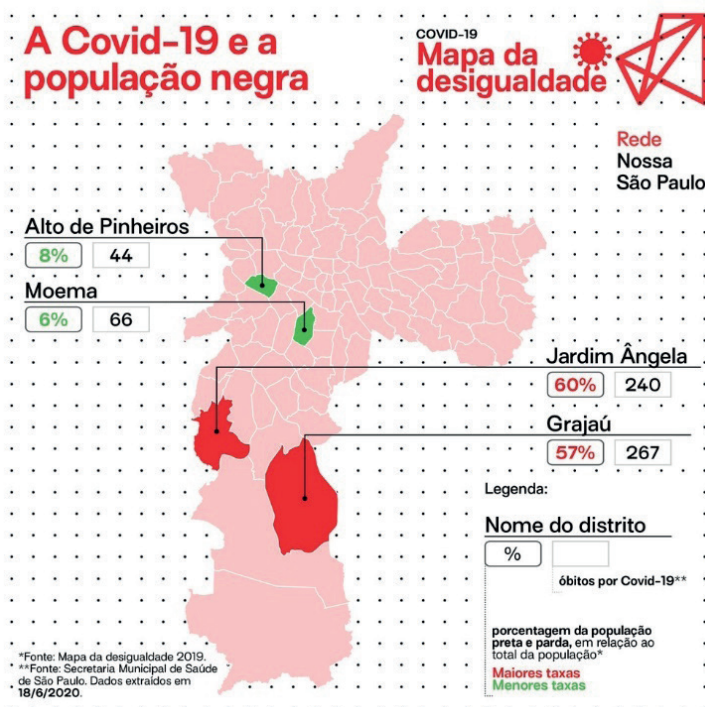 A Covid-19 e a
população negra
COVID-19
Mapa da
desigualdade
Rede
Nossa
São Paulo
Alto de Pinheiros
8% 44
Moema
6% 66
Jardim Ângela
60% 240
Grajaú
57% 267
Legenda:
Nome do distrito
%
óbitos por Covid-19**
porcentagem da população
preta e parda, em relação ao
total da população*
Maiores taxas
Menores taxas
*Fonte: Mapa da desigualdade 2019.
**Fonte: Secretaria Municipal de Saúde
de São Paulo. Dados extraídos em
18/6/2020.